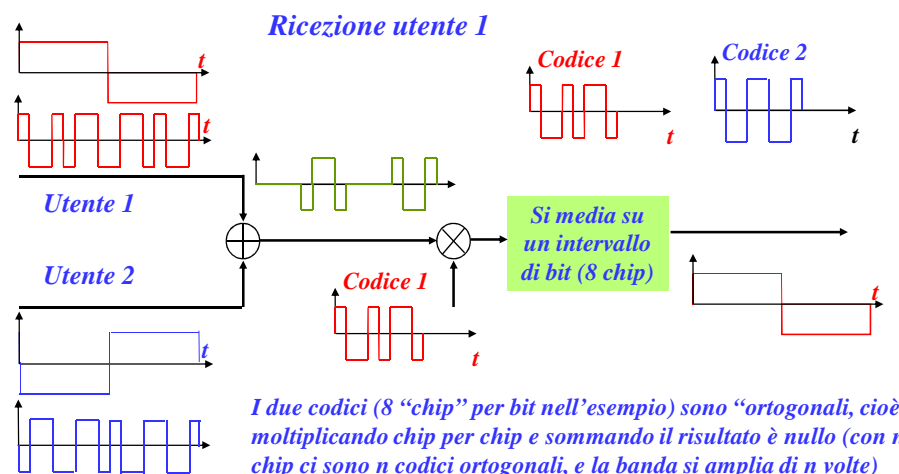 Ricezione utente 1
t
Codice 1
Codice 2
t
t
t
Utente 1
Si media su
un intervallo
di bit (8 chip)
Utente 2
Codice 1
t
t
t
I due codici (8 “chip” per bit nell'esempio) sono “ortogonali, cioè
moltiplicando chip per chip e sommando il risultato è nullo (con n
chip ci sono n codici ortogonali, e la banda si amplia di n volte)